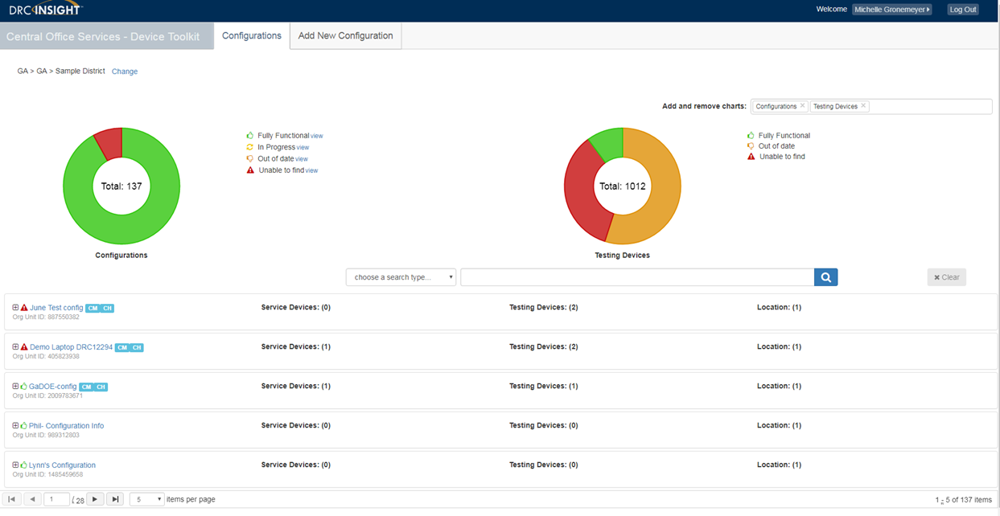 DRC INSIGHT™
Welcome Michelle Gronemeyer Log Out
Central Office Services - Device Toolkit Configurations Add New Configuration
GA > GA > Sample District Change
Add and remove charts: Configurations × Testing Devices ×
Fully Functional view
In Progress view
Out of date view
Unable to find view
Total: 137
Configurations
Fully Functional
Out of date
Unable to find
Total: 1012
Testing Devices
choose a search type... × Clear
June Test config CM CH Service Devices: (0) Testing Devices: (2) Location: (1)
Org Unit ID: 887550382
Demo Laptop DRC12294 CM CH Service Devices: (1) Testing Devices: (2) Location: (1)
Org Unit ID: 405823938
GaDOE-config CM CH Service Devices: (1) Testing Devices: (1) Location: (1)
Org Unit ID: 2009783671
Phil- Configuration Info Service Devices: (0) Testing Devices: (0) Location: (1)
Org Unit ID: 989312803
Lynn's Configuration Service Devices: (0) Testing Devices: (0) Location: (1)
Org Unit ID: 1485459658
1 / 28 5 items per page 1 - 5 of 137 items